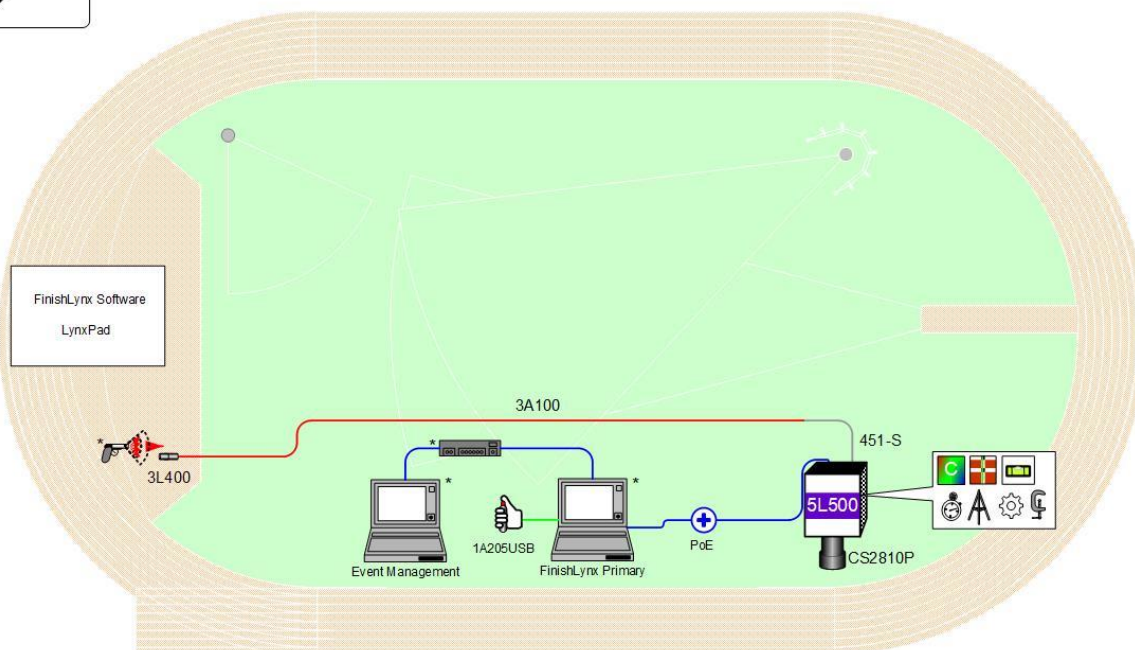 FinishLynx Software
LynxPad
3A100
451-S
*
3L400
*
*
*
C
5L500
1A205USB
PoE
CS2810P
Event Management
FinishLynx Primary